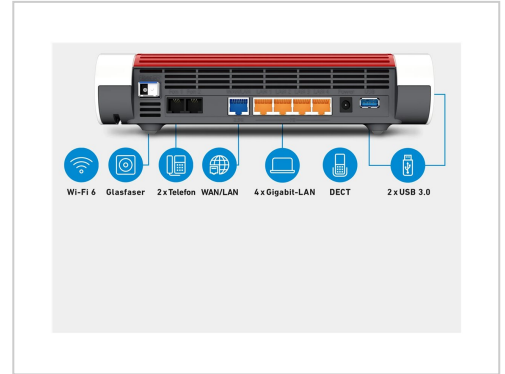 Wi-Fi 6
Glasfaser
2 x Telefon
WAN/LAN
4 x Gigabit-LAN
DECT
2 x USB 3.0